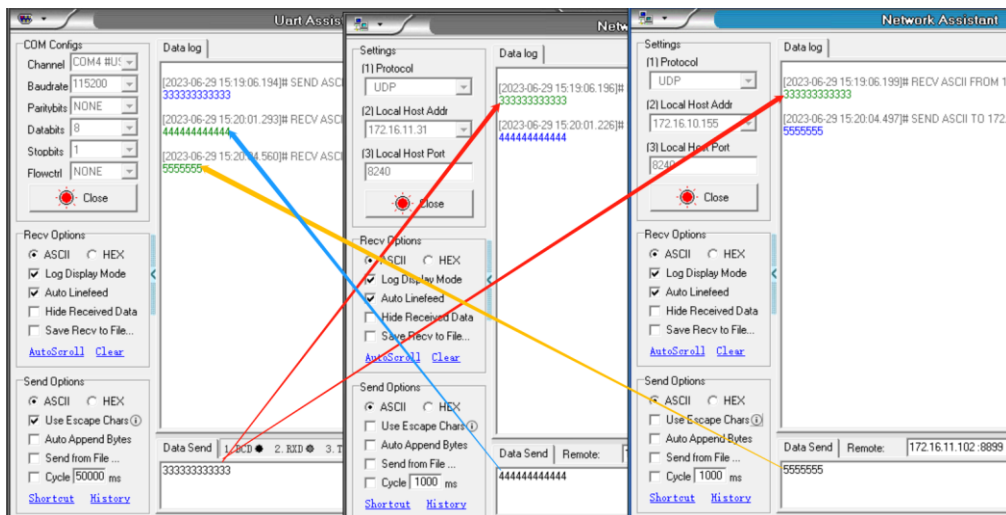 Uart Assis
COM Configs
Channel COM4 #US
Baudrate 115200
Paritybits NONE
Databits 8
Stopbits 1
Flowctrl NONE
Close
Recv Options
ASCII HEX
Log Display Mode
Auto Linefeed
Hide Received Data
Save Recv to File...
AutoScroll Clear
Send Options
ASCII HEX
Use Escape Chars
Auto Append Bytes
Send from File ...
Cycle 50000 ms
Shortcut History
Data log
[2023-06-29 15:19:06.194]# SEND ASCI
333333333333
[2023-06-29 15:20:01.293]# RECV ASCI
444444444444
[2023-06-29 15:20:04.560]# RECV ASCI
5555555
Data Send 1. DCD 2. RXD 3. T
333333333333
Netw
Settings
(1) Protocol
UDP
(2) Local Host Addr
172.16.11.31
(3) Local Host Port
8240
Close
Recv Options
ASCII HEX
Log Display Mode
Auto Linefeed
Hide Received Data
Save Recv to File...
AutoScroll Clear
Send Options
ASCII HEX
Use Escape Chars
Auto Append Bytes
Send from File ...
Cycle 1000 ms
Shortcut History
Data log
[2023-06-29 15:19:06.196]#
333333333333
[2023-06-29 15:20:01.226]#
444444444444
Data Send Remote:
444444444444
Network Assistant
Settings
(1) Protocol
UDP
(2) Local Host Addr
172.16.10.155
(3) Local Host Port
8240
Close
Recv Options
ASCII HEX
Log Display Mode
Auto Linefeed
Hide Received Data
Save Recv to File...
AutoScroll Clear
Send Options
ASCII HEX
Use Escape Chars
Auto Append Bytes
Send from File ...
Cycle 1000 ms
Shortcut History
Data log
[2023-06-29 15:19:06.199]# RECV ASCII FROM 1
333333333333
[2023-06-29 15:20:04.497]# SEND ASCII TO 172
5555555
Data Send Remote: 172.16.11.102 :8899
5555555